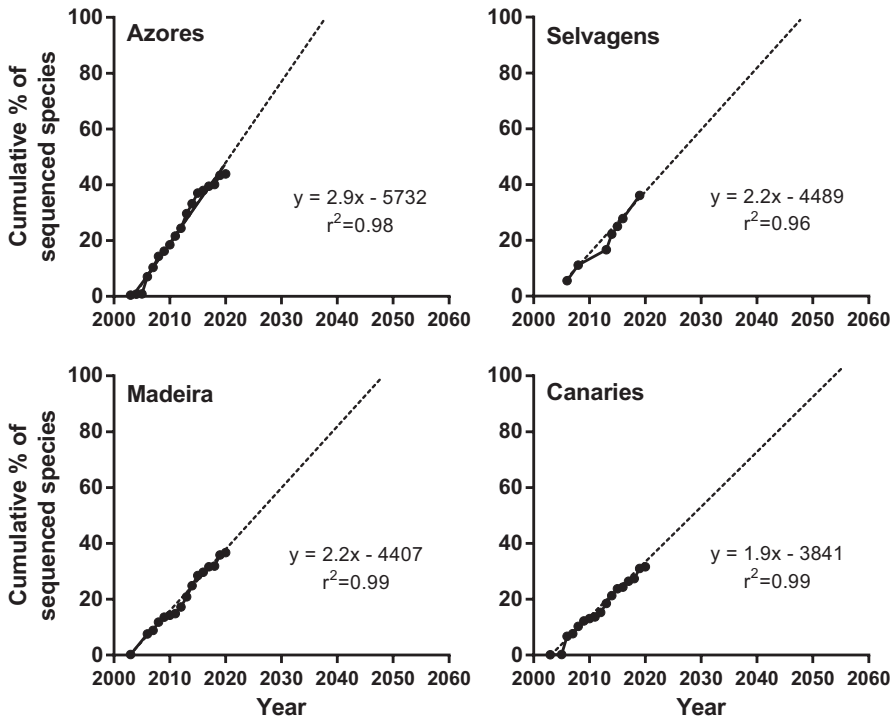 Azores
Cumulative % of
sequenced species
100
80
60
40
20
0
y = 2.9x - 5732
r2=0.98
2000 2010 2020 2030 2040 2050 2060
Selvagens
100
80
60
40
20
0
y = 2.2x - 4489
r2=0.96
2000 2010 2020 2030 2040 2050 2060
Madeira
Cumulative % of
sequenced species
100
80
60
40
20
0
y = 2.2x - 4407
r2=0.99
2000 2010 2020 2030 2040 2050 2060
Year
Canaries
100
80
60
40
20
0
y = 1.9x - 3841
r2=0.99
2000 2010 2020 2030 2040 2050 2060
Year